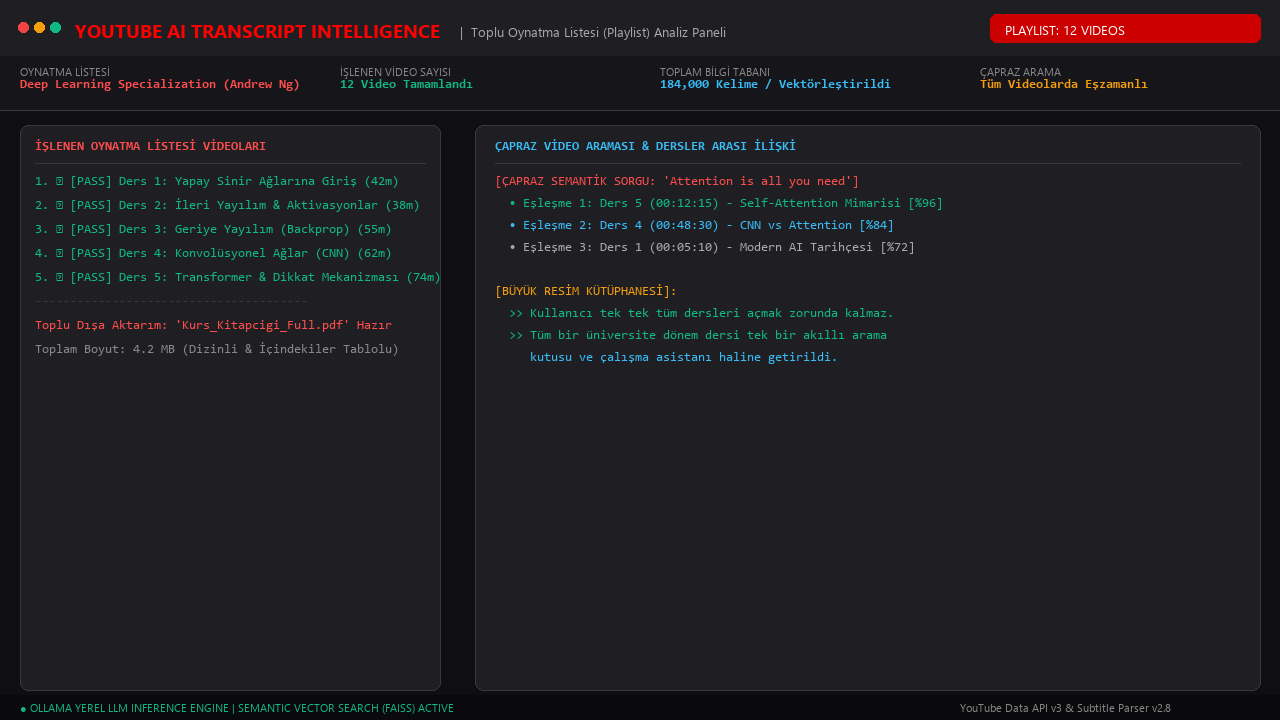 YOUTUBE AI TRANSCRIPT INTELLIGENCE
| Toplu Oynatma Listesi (Playlist) Analiz Paneli
PLAYLIST: 12 VIDEOS
OYNATMA LİSTESİ
Deep Learning Specialization (Andrew Ng)
İŞLENEN VİDEO SAYISI
12 Video Tamamlandı
TOPLAM BİLGİ TABANI
184,000 Kelime / Vektörleştirildi
ÇAPRAZ ARAMA
Tüm Videolarda Eşzamanlı
İŞLENEN OYNATMA LİSTESİ VİDEOLARI
1. [PASS] Ders 1: Yapay Sinir Ağlarına Giriş (42m)
2. [PASS] Ders 2: İleri Yayılım & Aktivasyonlar (38m)
3. [PASS] Ders 3: Geriye Yayılım (Backprop) (55m)
4. [PASS] Ders 4: Konvolüsyonel Ağlar (CNN) (62m)
5. [PASS] Ders 5: Transformer & Dikkat Mekanizması (74m)
---------------------------------------
Toplu Dışa Aktarım: 'Kurs_Kitapcigi_Full.pdf' Hazır
Toplam Boyut: 4.2 MB (Dizinli & İçindekiler Tablolu)
ÇAPRAZ VİDEO ARAMASI & DERSLER ARASI İLİŞKİ
[ÇAPRAZ SEMANTİK SORGU: 'Attention is all you need']
• Eşleşme 1: Ders 5 (00:12:15) - Self-Attention Mimarisi [%96]
• Eşleşme 2: Ders 4 (00:48:30) - CNN vs Attention [%84]
• Eşleşme 3: Ders 1 (00:05:10) - Modern AI Tarihçesi [%72]
[BÜYÜK RESİM KÜTÜPHANESİ]:
>> Kullanıcı tek tek tüm dersleri açmak zorunda kalmaz.
>> Tüm bir üniversite dönem dersi tek bir akıllı arama
kutusu ve çalışma asistanı haline getirildi.
● OLLAMA YEREL LLM INFERENCE ENGINE | SEMANTIC VECTOR SEARCH (FAISS) ACTIVE
YouTube Data API v3 & Subtitle Parser v2.8